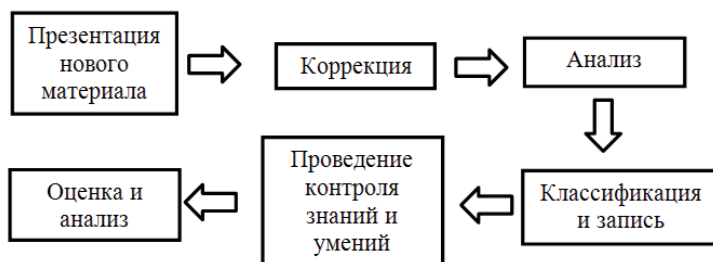 Презентация
нового
материала
Коррекция
Анализ
Классификация
и запись
Проведение
контроля
знаний и
умений
Оценка и
анализ